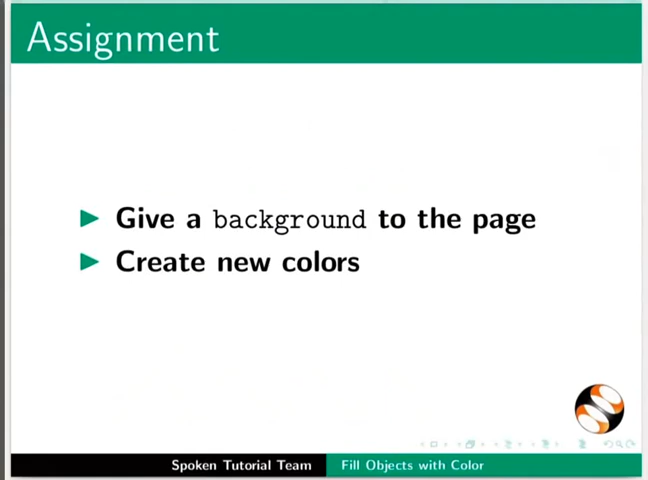 Assignment
Give a background to the page
Create new colors
Spoken Tutorial Team
Fill Objects with Color